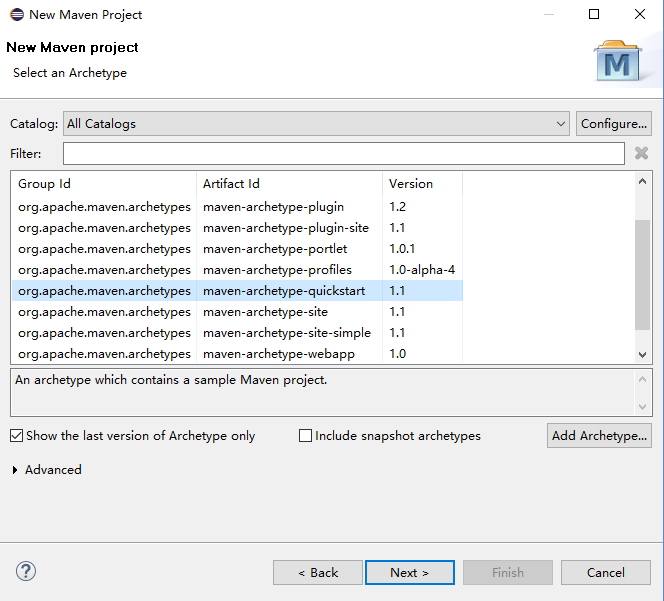 New Maven Project
New Maven project
Select an Archetype
M
Catalog: All Catalogs Configure...
Filter:
Group Id Artifact Id Version
org.apache.maven.archetypes maven-archetype-plugin 1.2
org.apache.maven.archetypes maven-archetype-plugin-site 1.1
org.apache.maven.archetypes maven-archetype-portlet 1.0.1
org.apache.maven.archetypes maven-archetype-profiles 1.0-alpha-4
org.apache.maven.archetypes maven-archetype-quickstart 1.1
org.apache.maven.archetypes maven-archetype-site 1.1
org.apache.maven.archetypes maven-archetype-site-simple 1.1
org.apache.maven.archetypes maven-archetype-webapp 1.0
An archetype which contains a sample Maven project.
Show the last version of Archetype only Include snapshot archetypes Add Archetype...
Advanced
? < Back Next > Finish Cancel